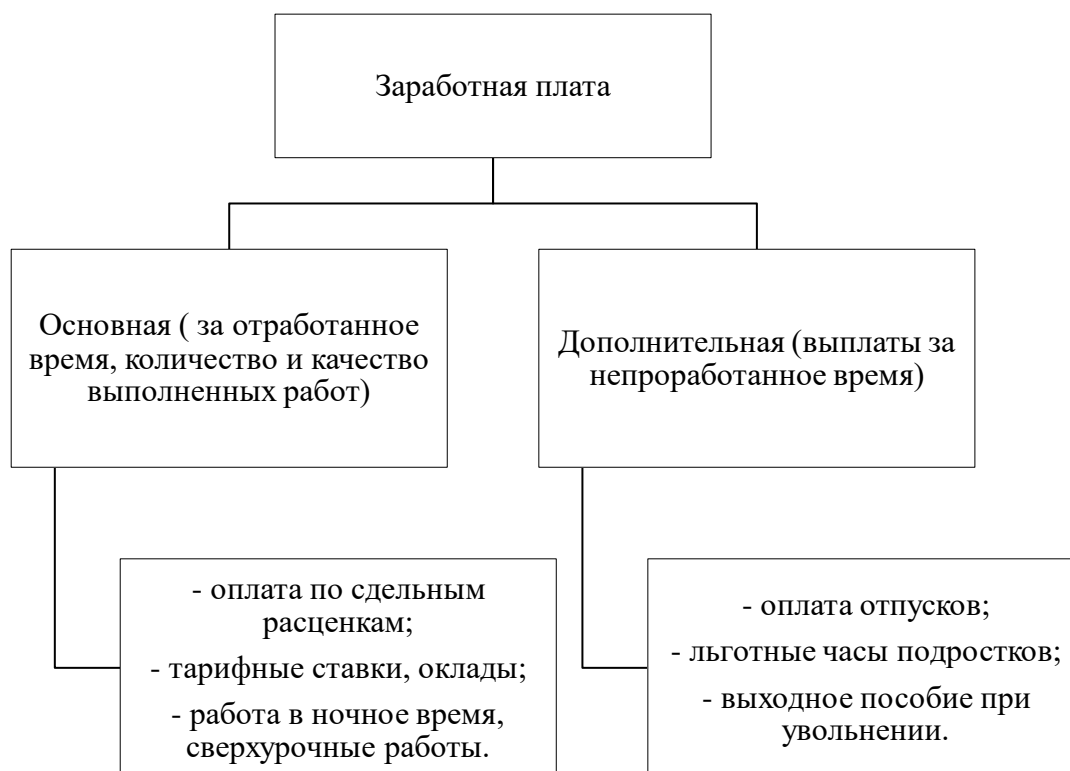 Заработная плата
Основная ( за отработанное
время, количество и качество
выполненных работ)
Дополнительная (выплаты за
непроработанное время)
- оплата по сдельным
расценкам;
- тарифные ставки, оклады;
- работа в ночное время,
сверхурочные работы.
- оплата отпусков;
- льготные часы подростков;
- выходное пособие при
увольнении.